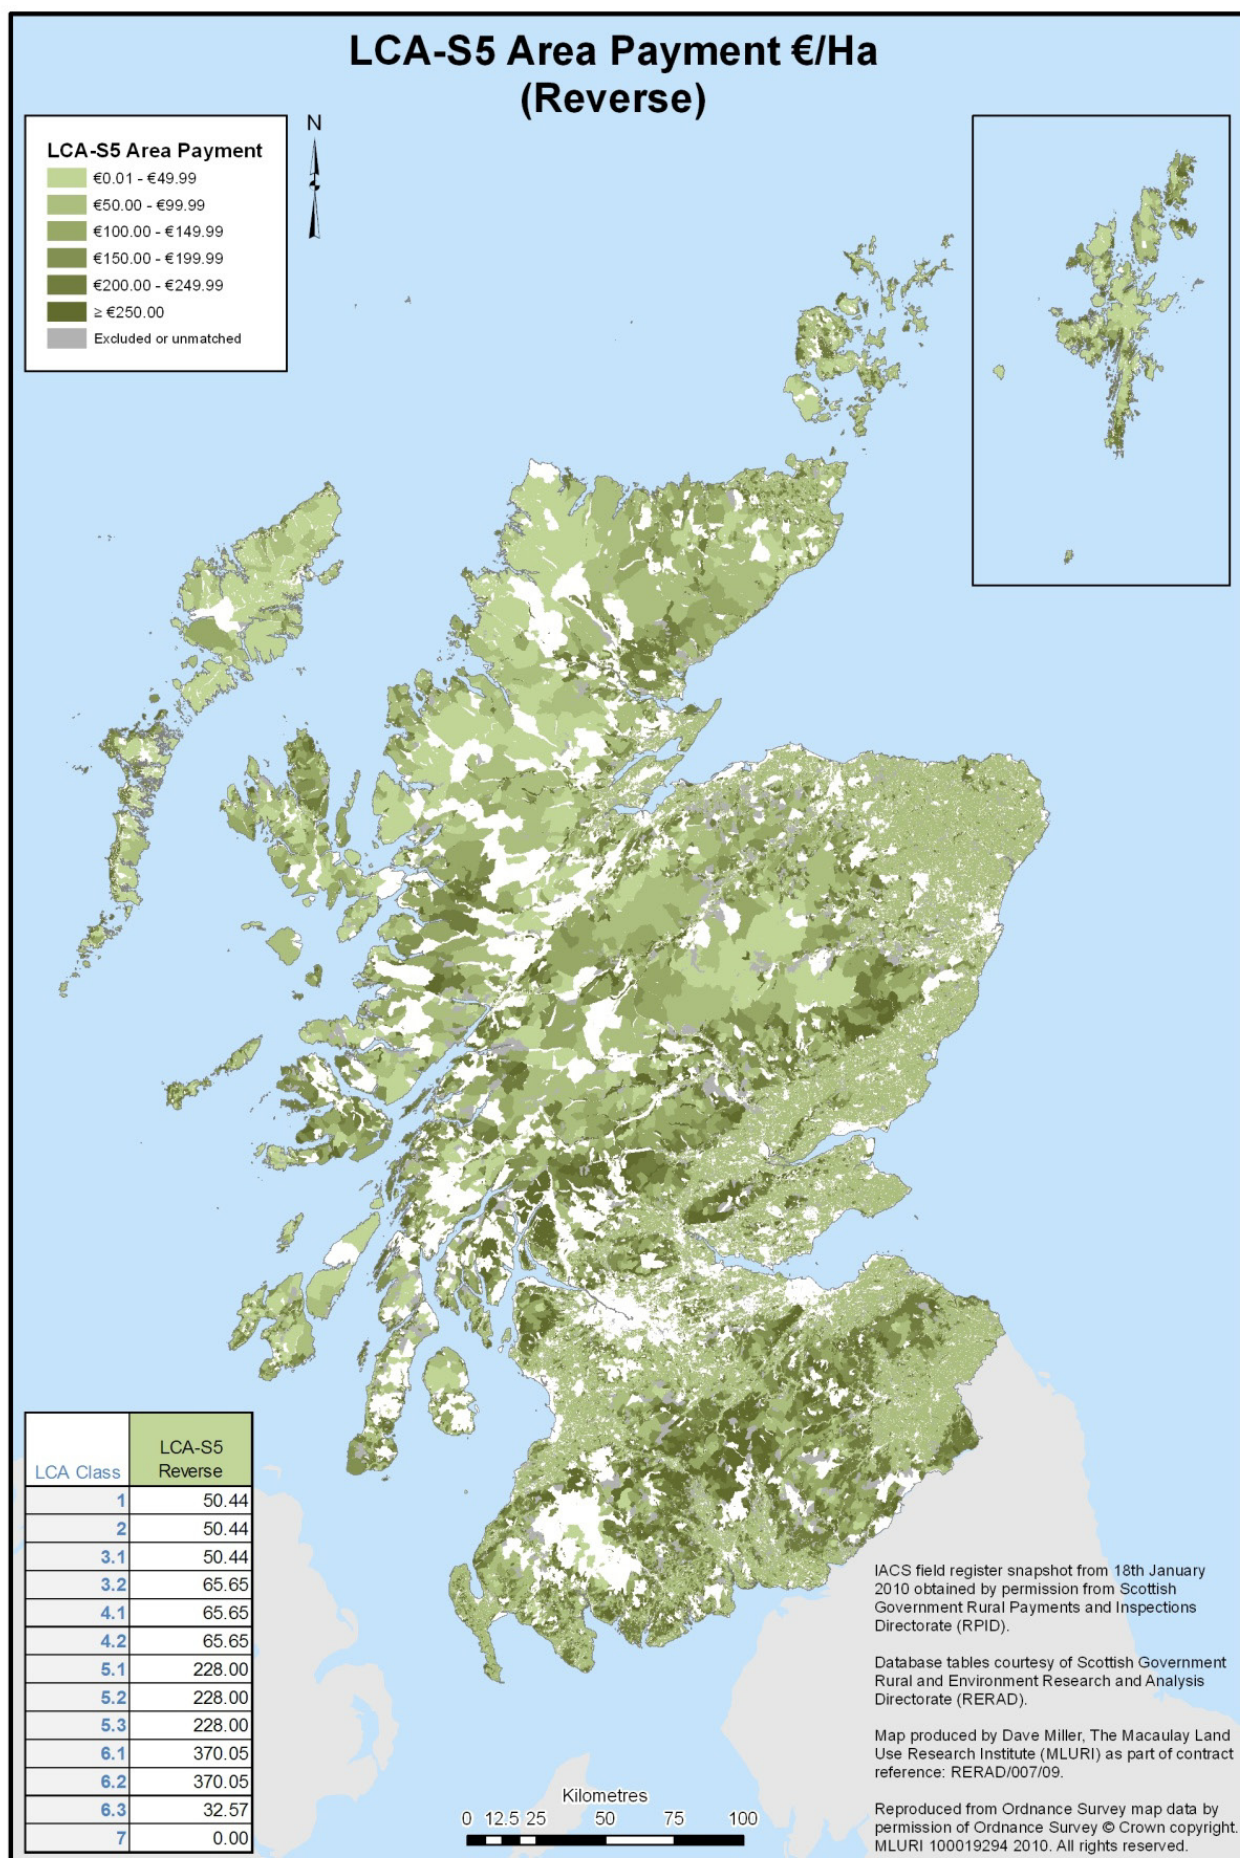 LCA-S5 Area Payment €/Ha
(Reverse)
LCA-S5 Area Payment
€0.01 - €49.99
€50.00 - €99.99
€100.00 - €149.99
€150.00 - €199.99
€200.00 - €249.99
≥ €250.00
Excluded or unmatched
N
LCA Class LCA-S5 Reverse
1 50.44
2 50.44
3.1 50.44
3.2 65.65
4.1 65.65
4.2 65.65
5.1 228.00
5.2 228.00
5.3 228.00
6.1 370.05
6.2 370.05
6.3 32.57
7 0.00
Kilometres
0 12.5 25 50 75 100
IACS field register snapshot from 18th January
2010 obtained by permission from Scottish
Government Rural Payments and Inspections
Directorate (RPID).
Database tables courtesy of Scottish Government
Rural and Environment Research and Analysis
Directorate (RERAD).
Map produced by Dave Miller, The Macaulay Land
Use Research Institute (MLURI) as part of contract
reference: RERAD/007/09.
Reproduced from Ordnance Survey map data by
permission of Ordnance Survey © Crown copyright.
MLURI 100019294 2010. All rights reserved.